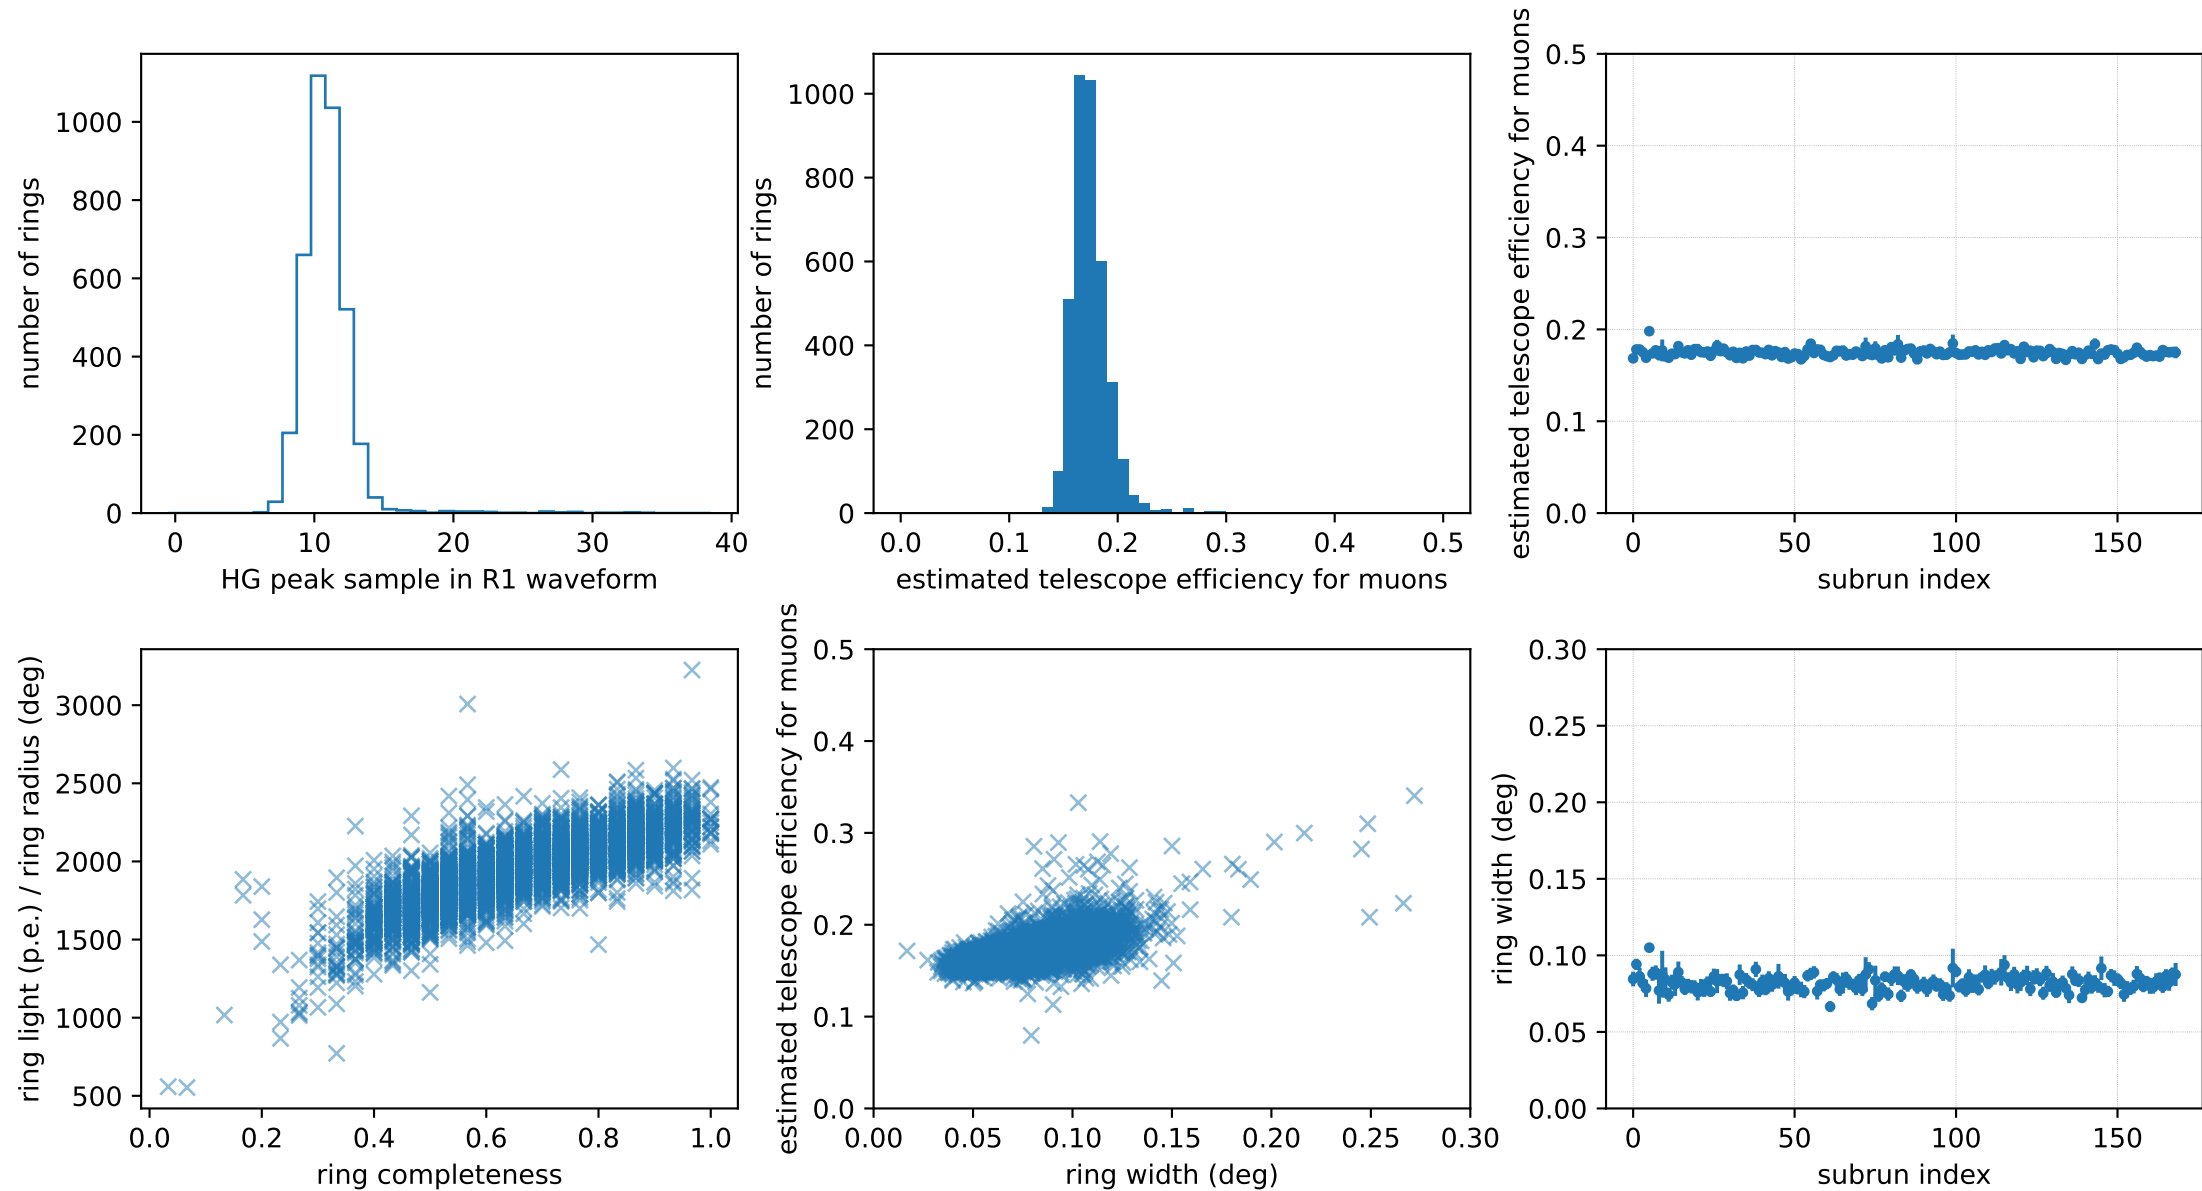 number of rings
1000
800
600
400
200
0
0 10 20 30 40
HG peak sample in R1 waveform
number of rings
1000
800
600
400
200
0
0.0 0.1 0.2 0.3 0.4 0.5
estimated telescope efficiency for muons
estimated telescope efficiency for muons
0.5
0.4
0.3
0.2
0.1
0.0
0 50 100 150
subrun index
ring light (p.e.) / ring radius (deg)
3000
2500
2000
1500
1000
500
0.0 0.2 0.4 0.6 0.8 1.0
ring completeness
estimated telescope efficiency for muons
0.5
0.4
0.3
0.2
0.1
0.0
0.00 0.05 0.10 0.15 0.20 0.25 0.30
ring width (deg)
ring width (deg)
0.30
0.25
0.20
0.15
0.10
0.05
0.00
0 50 100 150
subrun index